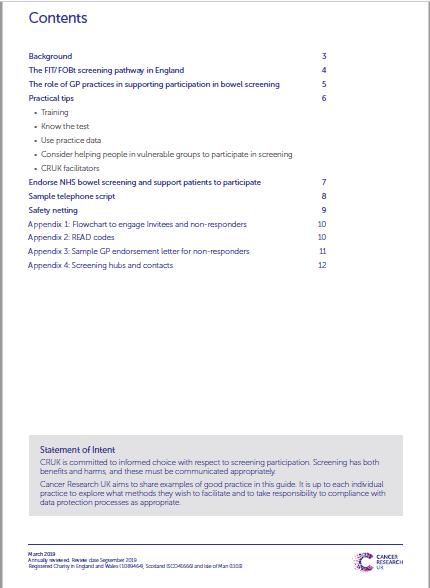 Contents
Background 3
The FIT/FOBt screening pathway in England 4
The role of GP practices in supporting participation in bowel screening 5
Practical tips 6
• Training
• Know the test
• Use practice data
• Consider helping people in vulnerable groups to participate in screening
• CRUK facilitators
Endorse NHS bowel screening and support patients to participate 7
Sample telephone script 8
Safety netting 9
Appendix 1: Flowchart to engage Invitees and non-responders 10
Appendix 2: READ codes 10
Appendix 3: Sample GP endorsement letter for non-responders 11
Appendix 4: Screening hubs and contacts 12
Statement of Intent
CRUK is committed to informed choice with respect to screening participation. Screening has both
benefits and harms, and these must be communicated appropriately.
Cancer Research UK aims to share examples of good practice in this guide. It is up to each individual
practice to explore what methods they wish to facilitate and to take responsibility to compliance with
data protection processes as appropriate.
March 2019
Annually reviewed. Review date September 2019
Registered Charity in England and Wales (1089464), Scotland (SC041666) and Isle of Man (1103)
CANCER
RESEARCH
UK